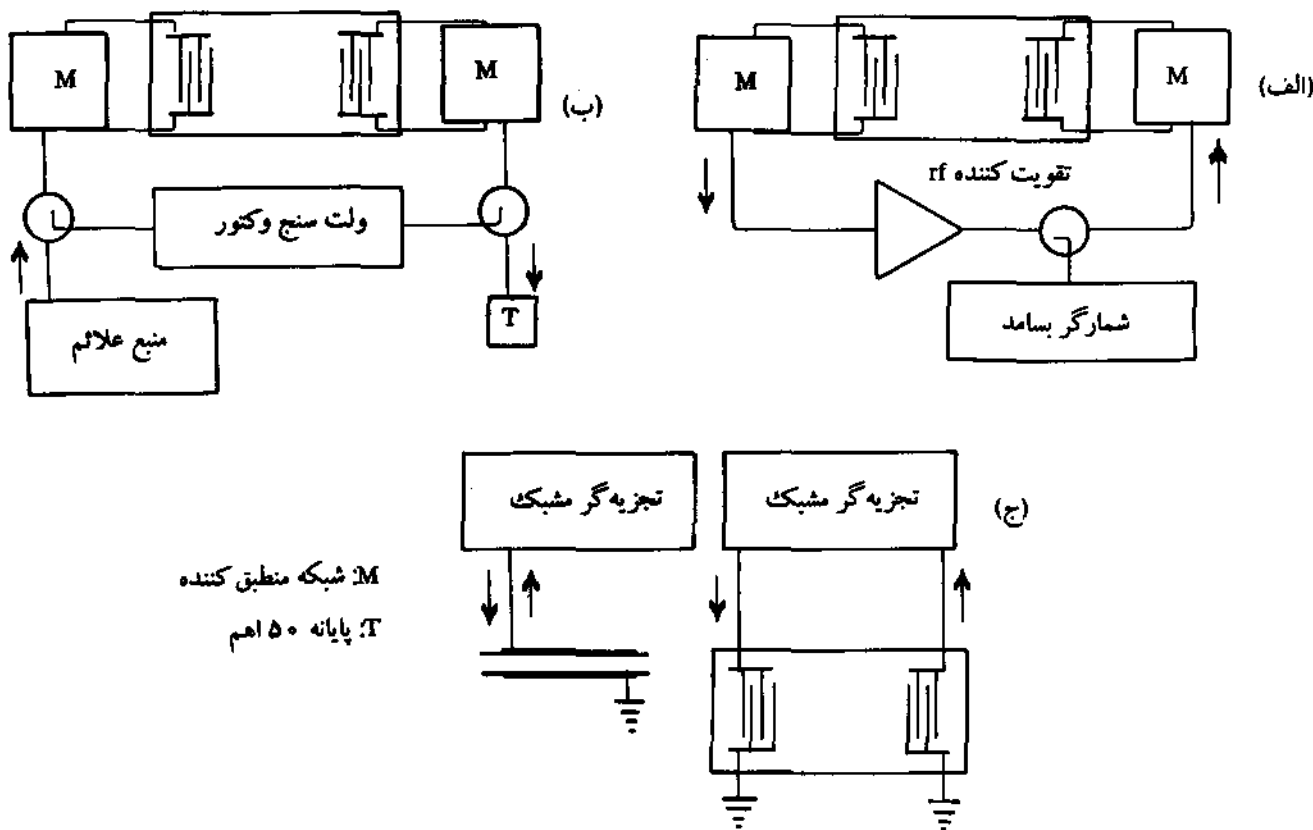 (الف)
M
M
تقویت کننده rf
شمارگر بسامد
(ب)
M
M
ولت سنج وکتور
منبع علائم
T
(ج)
تجزیه‌گر مشبک
تجزیه‌گر مشبک
M: شبکه منطبق کننده
T: پایانه ۵۰ اهم